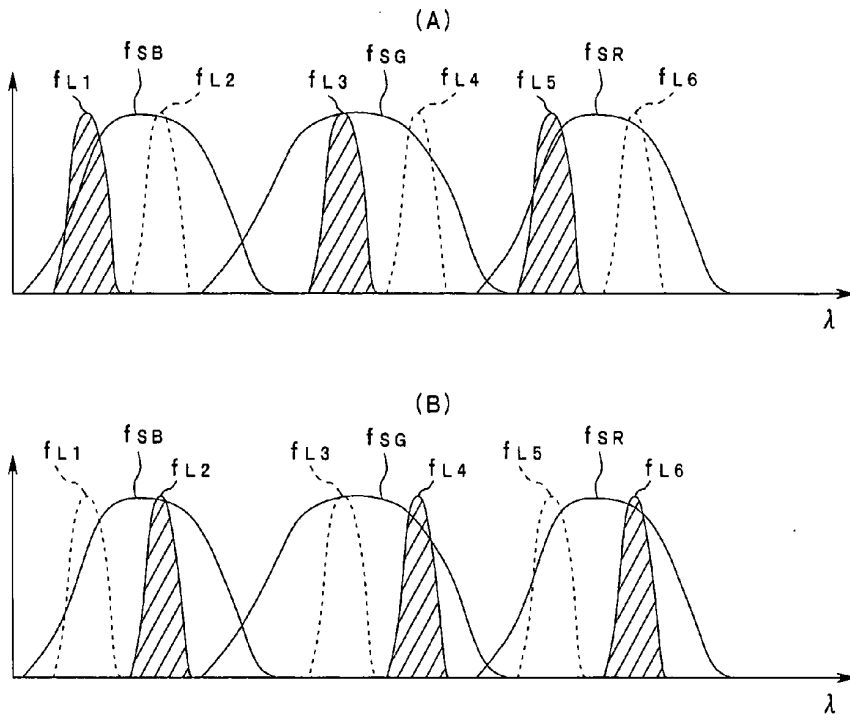 (A)
fSB fL2 fSG fSR
fL1 fL3 fL4 fL5 fL6
λ
(B)
fSB fSG fSR
fL1 fL2 fL3 fL4 fL5 fL6
λ